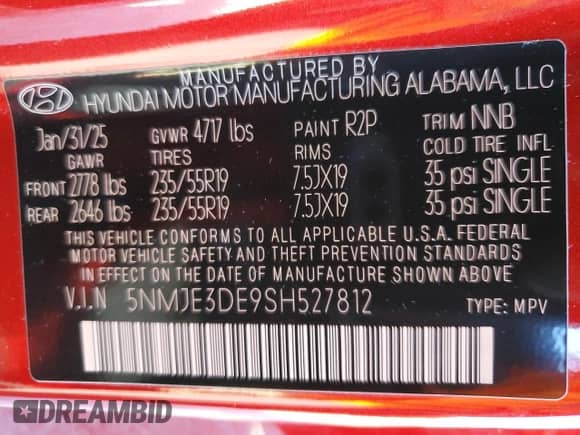 MANUFACTURED BY
HYUNDAI MOTOR MANUFACTURING ALABAMA, LLC
Jan/31/25 GVWR 4717 lbs PAINT R2P TRIM NNB
GAWR TIRES RIMS COLD TIRE INFL
FRONT 2778 lbs 235/55R19 7.5JX19 35 psi SINGLE
REAR 2646 lbs 235/55R19 7.5JX19 35 psi SINGLE
THIS VEHICLE CONFORMS TO ALL APPLICABLE U.S.A. FEDERAL
MOTOR VEHICLE SAFETY AND THEFT PREVENTION STANDARDS
IN EFFECT ON THE DATE OF MANUFACTURE SHOWN ABOVE.
V.I.N 5NMJE3DE9SH527812 TYPE: MPV
DREAMBID